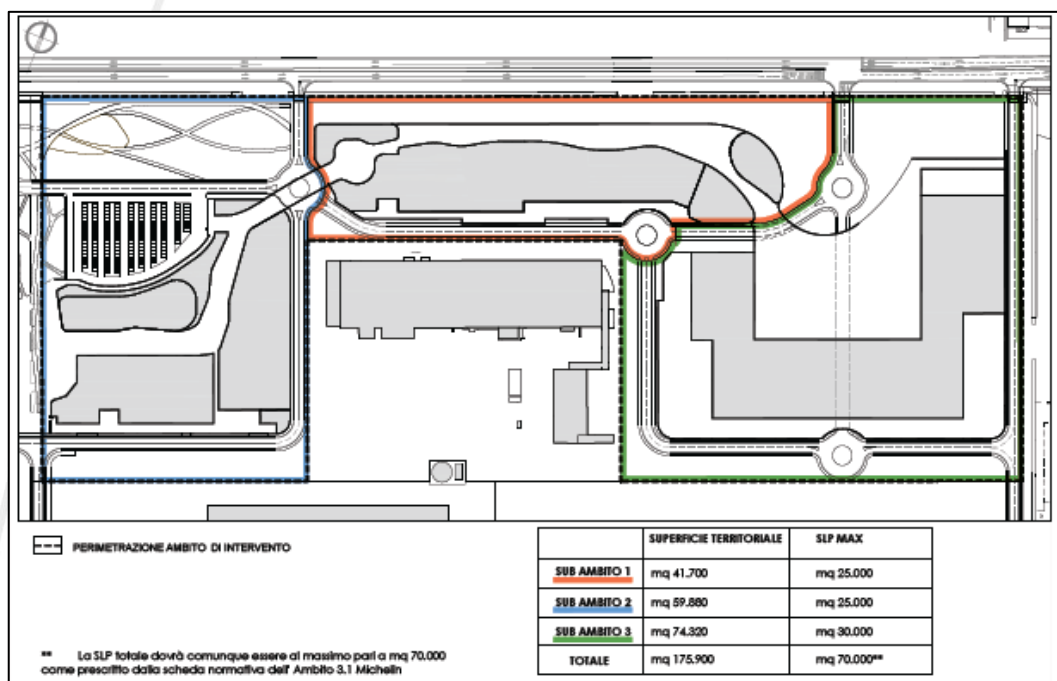 PERIMETRAZIONE AMBITO DI INTERVENTO
SUPERFICIE TERRITORIALE SLP MAX
SUB AMBITO 1 mq 41.700 mq 25.000
SUB AMBITO 2 mq 59.880 mq 25.000
SUB AMBITO 3 mq 74.320 mq 30.000
TOTALE mq 175.900 mq 70.000**
** La SLP totale dovrà comunque essere al massimo pari a mq 70.000
come prescritto dalla scheda normativa dell' Ambito 3.1 Michelin